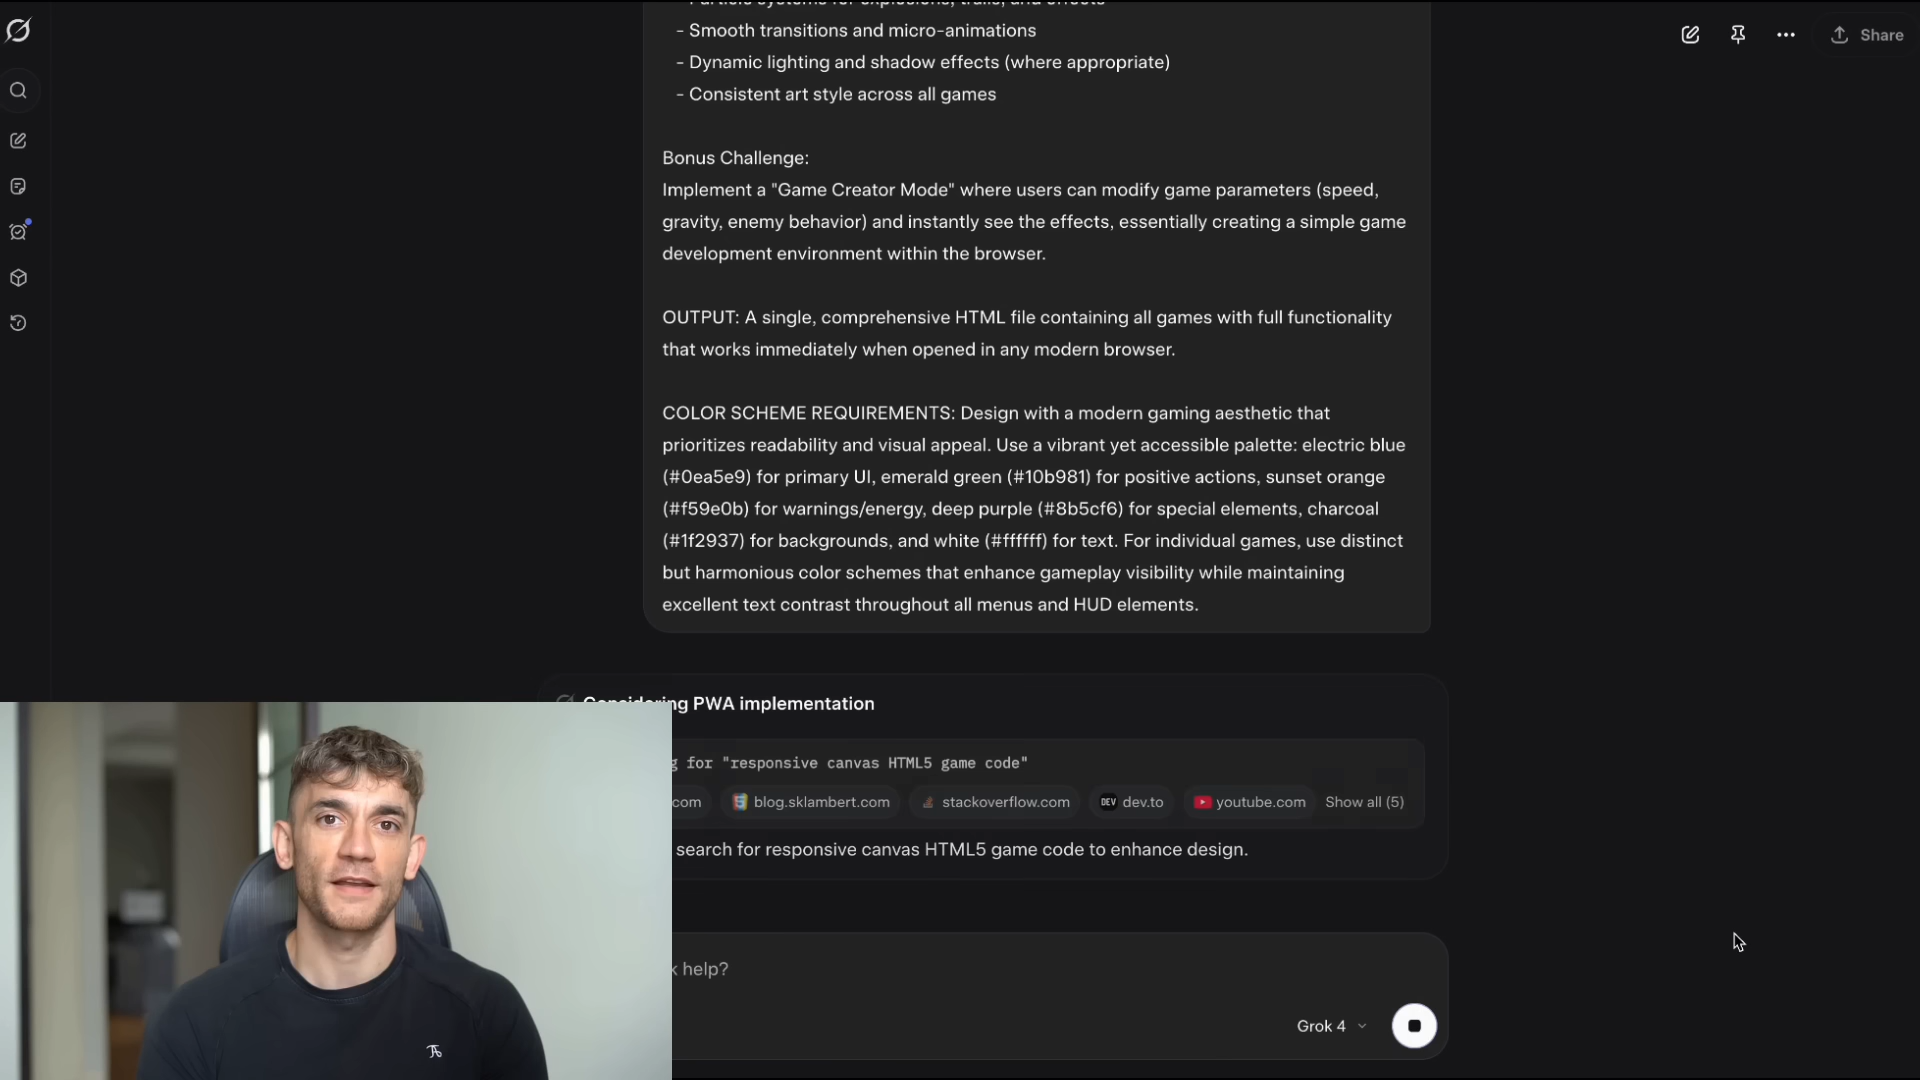 - Smooth transitions and micro-animations
- Dynamic lighting and shadow effects (where appropriate)
- Consistent art style across all games
Share
Bonus Challenge:
Implement a "Game Creator Mode" where users can modify game parameters (speed,
gravity, enemy behavior) and instantly see the effects, essentially creating a simple game
development environment within the browser.
OUTPUT: A single, comprehensive HTML file containing all games with full functionality
that works immediately when opened in any modern browser.
COLOR SCHEME REQUIREMENTS: Design with a modern gaming aesthetic that
prioritizes readability and visual appeal. Use a vibrant yet accessible palette: electric blue
(#0ea5e9) for primary UI, emerald green (#10b981) for positive actions, sunset orange
(#f59e0b) for warnings/energy, deep purple (#8b5cf6) for special elements, charcoal
(#1f2937) for backgrounds, and white (#ffffff) for text. For individual games, use distinct
but harmonious color schemes that enhance gameplay visibility while maintaining
excellent text contrast throughout all menus and HUD elements.
Considering PWA implementation
for "responsive canvas HTML5 game code"
com blog.sklambert.com stackoverflow.com DEV dev.to youtube.com Show all (5)
search for responsive canvas HTML5 game code to enhance design.
help?
Grok 4